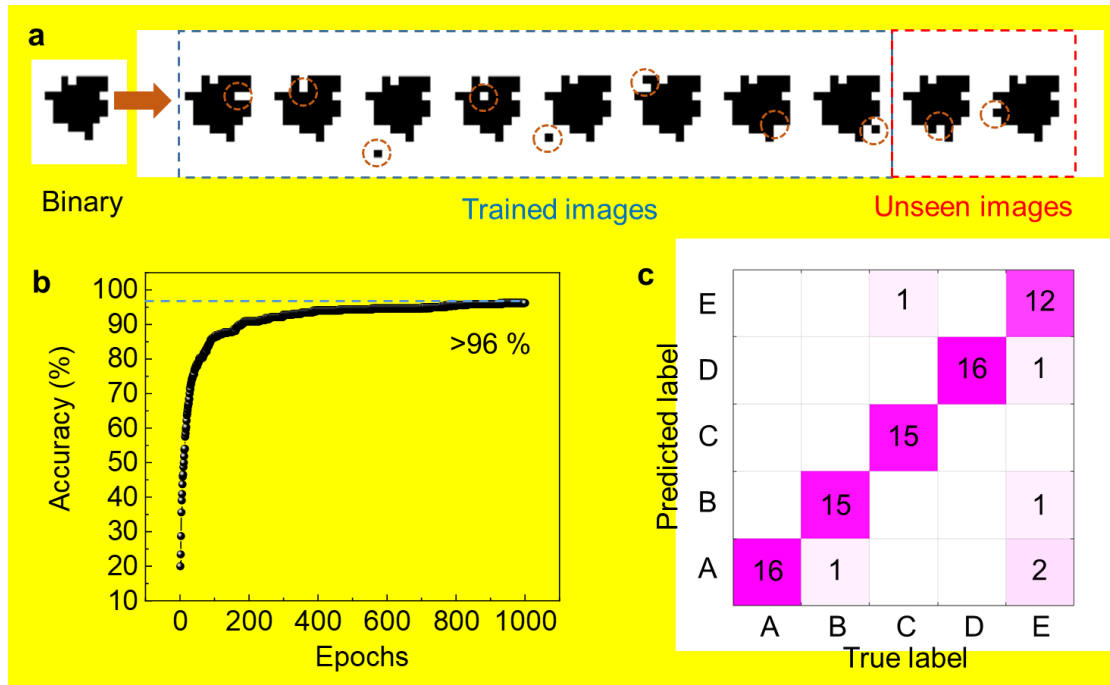 a
Binary
Trained images
Unseen images
b
100
90
80
70
60
50
40
30
20
10
0
200
400
600
800
1000
Accuracy (%)
Epochs
>96 %
c
E
D
C
B
A
Predicted label
1
12
16
1
15
15
1
16
1
2
A
B
C
D
E
True label